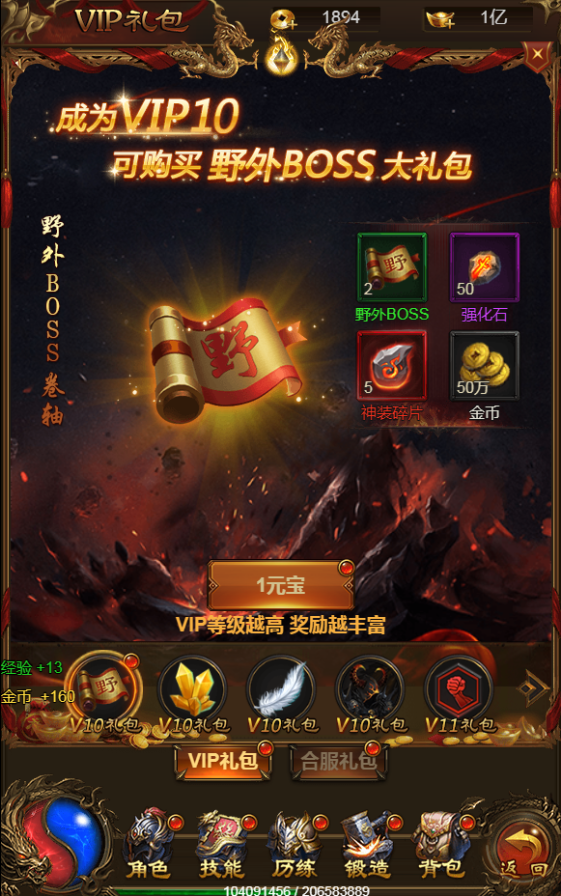 VIP礼包
1894
1亿
成为VIP10
可购买 野外BOSS 大礼包
野外BOSS卷轴
野
野
2
50
野外BOSS
强化石
5
50万
神装碎片
金币
1元宝
VIP等级越高 奖励越丰富
经验 +13
金币 +160
野
V10礼包
V10礼包
V10礼包
V10礼包
V11礼包
VIP礼包
合服礼包
角色
技能
历练
锻造
背包
返回
104091456 / 206583889